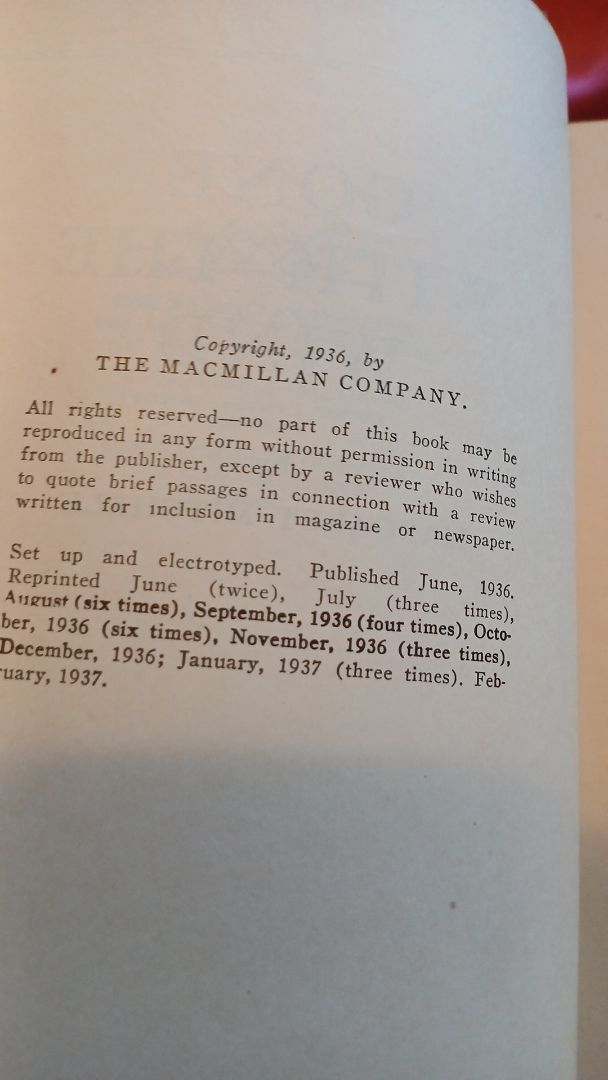 Copyright, 1936, by
THE MACMILLAN COMPANY.
All rights reserved—no part of this book may be
reproduced in any form without permission in writing
from the publisher, except by a reviewer who wishes
to quote brief passages in connection with a review
written for inclusion in magazine or newspaper.
Set up and electrotyped. Published June, 1936.
Reprinted June (twice), July (three times),
August (six times), September, 1936 (four times), Octo-
ber, 1936 (six times), November, 1936 (three times),
December, 1936; January, 1937 (three times). Feb-
ruary, 1937.